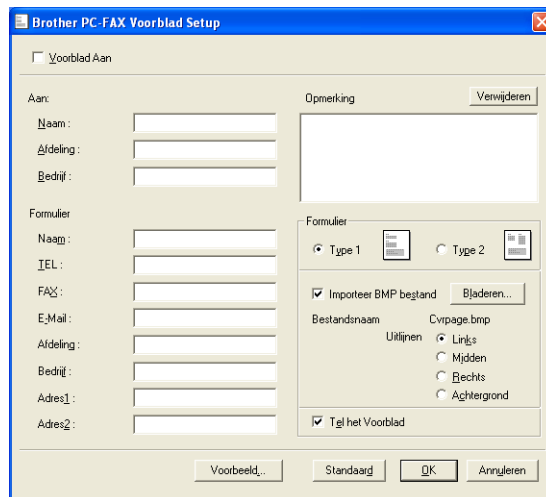 Brother PC-FAX Voorblad Setup
Voorblad Aan
Aan:
Naam :
Afdeling :
Bedrijf :
Formulier
Naam :
TEL :
FAX :
E-Mail :
Afdeling :
Bedrijf :
Adres1 :
Adres2 :
Opmerking
Verwijderen
Formulier
Type 1
Type 2
Importeer BMP bestand
Bladeren...
Bestandsnaam Cvrpage.bmp
Uitlijnen
Links
Midden
Rechts
Achtergrond
Tel het Voorblad
Voorbeeld...
Standaard
OK
Annuleren